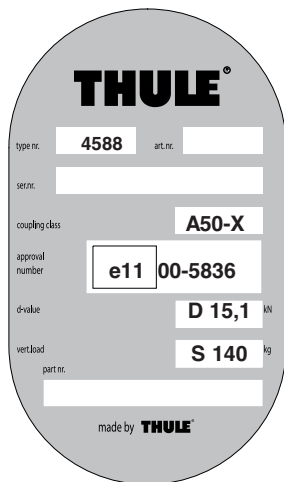 THULE®
type nr. 4588 art.nr.
ser.nr.
coupling class A50-X
approval number e11 00-5836
d-value D 15,1 kN
vert.load S 140 kg
part nr.
made by THULE®